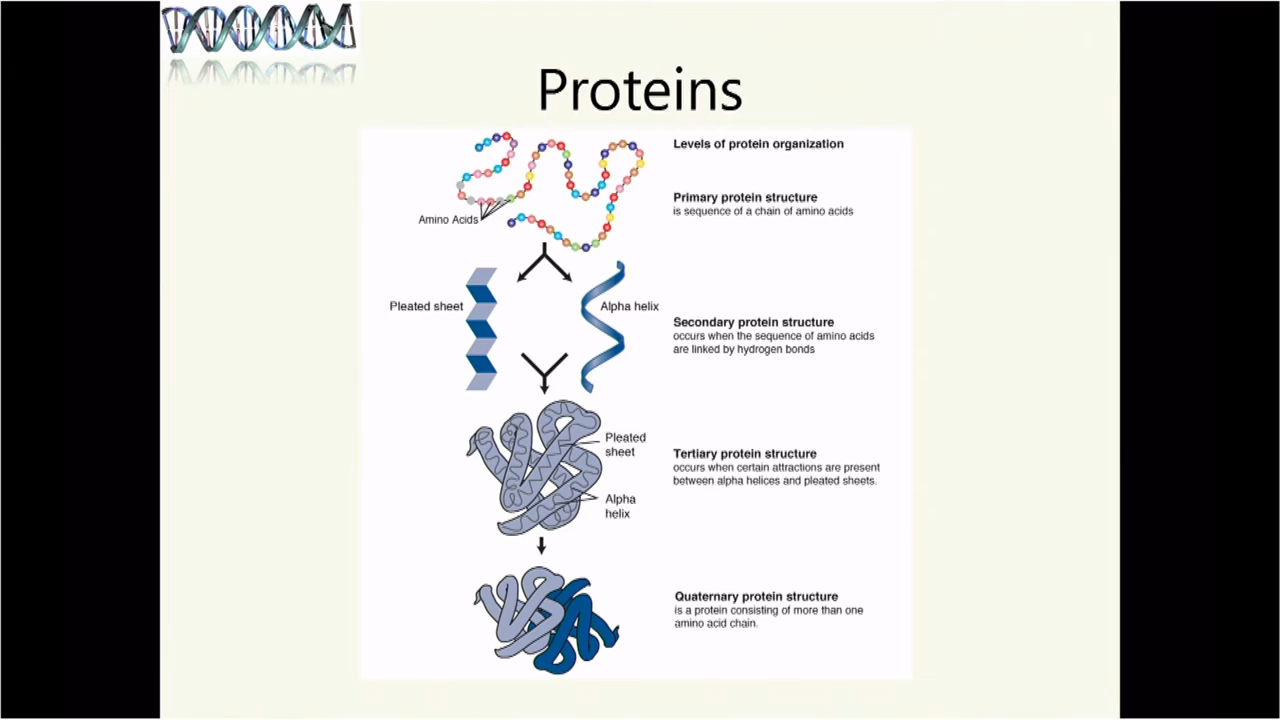 Proteins
Levels of protein organization
Primary protein structure
is sequence of a chain of amino acids
Amino Acids
Pleated sheet
Alpha helix
Secondary protein structure
occurs when the sequence of amino acids
are linked by hydrogen bonds
Pleated
sheet
Alpha
helix
Tertiary protein structure
occurs when certain attractions are present
between alpha helices and pleated sheets.
Quaternary protein structure
is a protein consisting of more than one
amino acid chain.